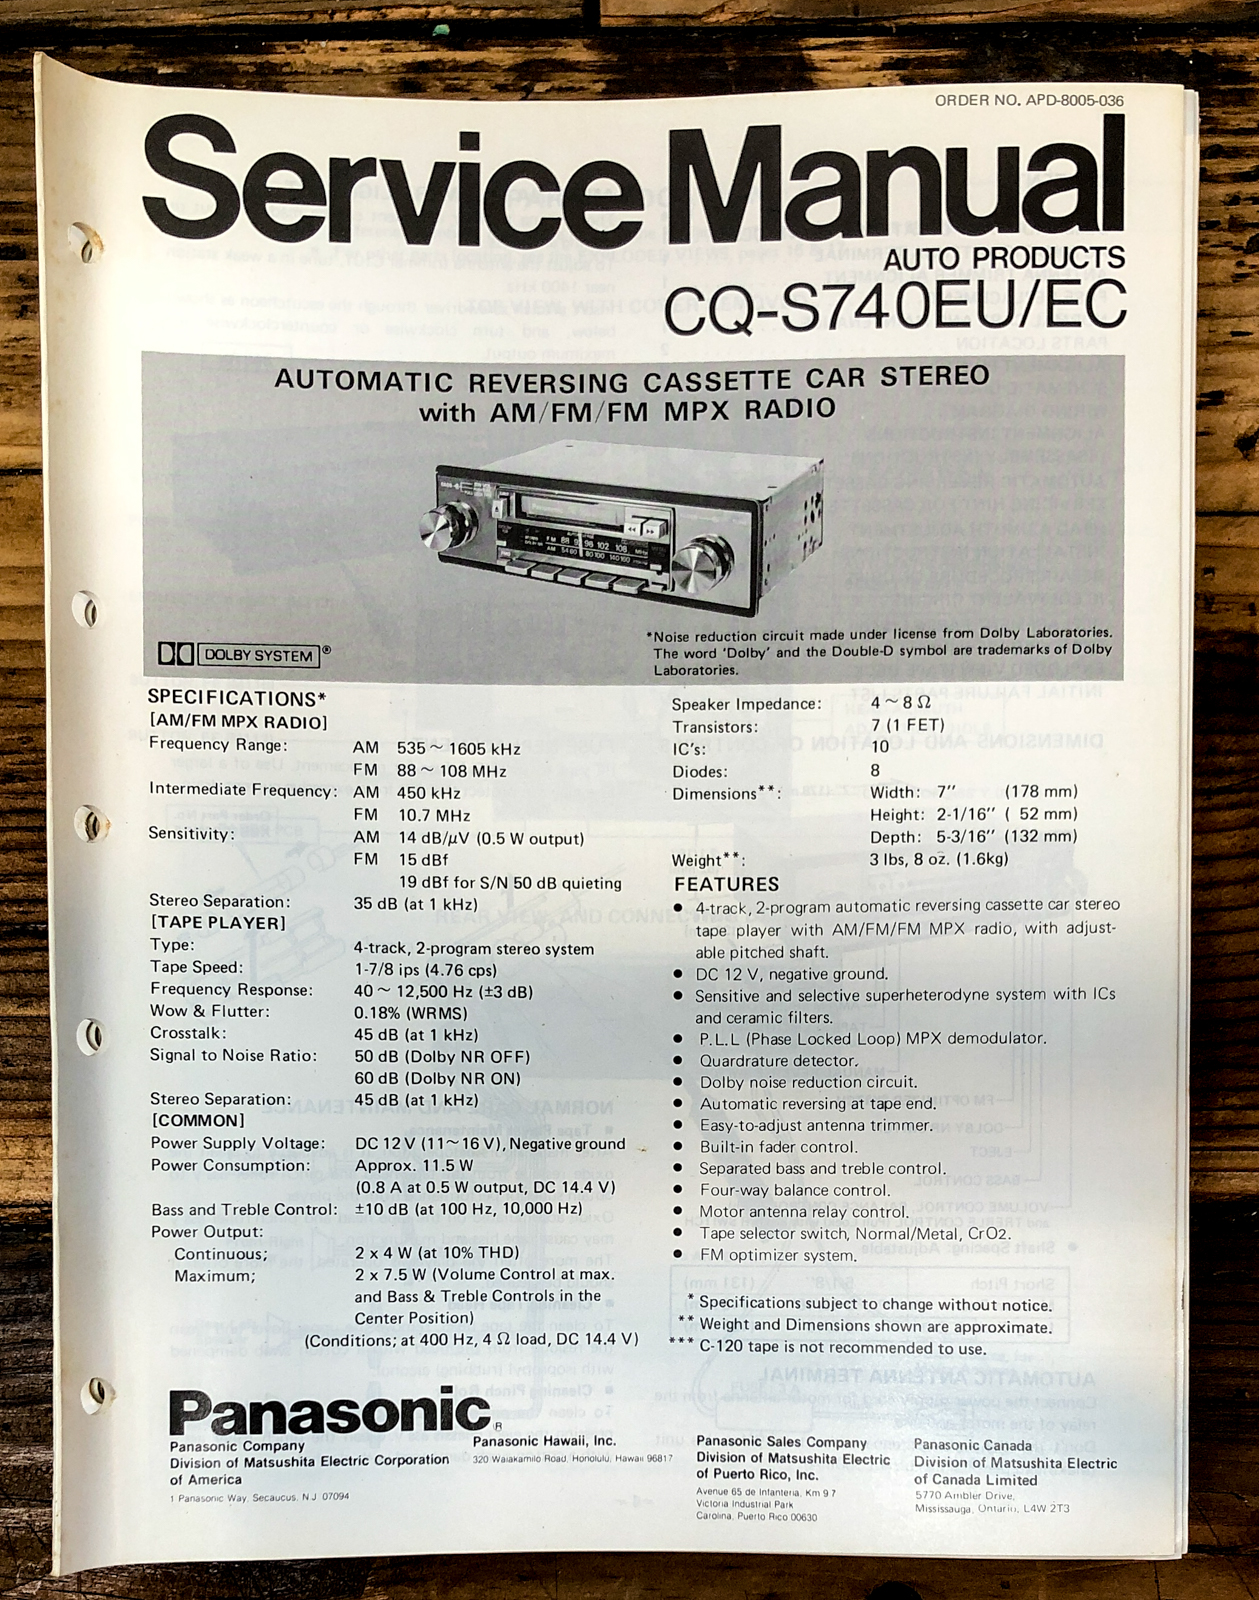 ORDER NO. APD-8005-036
Service Manual
AUTO PRODUCTS
CQ-S740EU/EC
AUTOMATIC REVERSING CASSETTE CAR STEREO
with AM/FM/FM MPX RADIO
FM 88 92 96 102 108 MHz
AM 54 60 80 100 140 160
DOLBY SYSTEM ®
*Noise reduction circuit made under license from Dolby Laboratories.
The word 'Dolby' and the Double-D symbol are trademarks of Dolby
Laboratories.
SPECIFICATIONS*
[AM/FM MPX RADIO]
Frequency Range: AM 535 ~ 1605 kHz
FM 88 ~ 108 MHz
Intermediate Frequency: AM 450 kHz
FM 10.7 MHz
Sensitivity: AM 14 dB/μV (0.5 W output)
FM 15 dBf
19 dBf for S/N 50 dB quieting
Stereo Separation: 35 dB (at 1 kHz)
[TAPE PLAYER]
Type: 4-track, 2-program stereo system
Tape Speed: 1-7/8 ips (4.76 cps)
Frequency Response: 40 ~ 12,500 Hz (±3 dB)
Wow & Flutter: 0.18% (WRMS)
Crosstalk: 45 dB (at 1 kHz)
Signal to Noise Ratio: 50 dB (Dolby NR OFF)
60 dB (Dolby NR ON)
Stereo Separation: 45 dB (at 1 kHz)
[COMMON]
Power Supply Voltage: DC 12 V (11~16 V), Negative ground
Power Consumption: Approx. 11.5 W
(0.8 A at 0.5 W output, DC 14.4 V)
Bass and Treble Control: ±10 dB (at 100 Hz, 10,000 Hz)
Power Output:
Continuous; 2 x 4 W (at 10% THD)
Maximum; 2 x 7.5 W (Volume Control at max.
and Bass & Treble Controls in the
Center Position)
(Conditions; at 400 Hz, 4 Ω load, DC 14.4 V)
Speaker Impedance: 4 ~ 8 Ω
Transistors: 7 (1 FET)
IC's: 10
Diodes: 8
Dimensions**: Width: 7″ (178 mm)
Height: 2-1/16″ ( 52 mm)
Depth: 5-3/16″ (132 mm)
Weight**: 3 lbs, 8 oz. (1.6kg)
FEATURES
● 4-track, 2-program automatic reversing cassette car stereo
tape player with AM/FM/FM MPX radio, with adjust-
able pitched shaft.
● DC 12 V, negative ground.
● Sensitive and selective superheterodyne system with ICs
and ceramic filters.
● P.L.L (Phase Locked Loop) MPX demodulator.
● Quardrature detector.
● Dolby noise reduction circuit.
● Automatic reversing at tape end.
● Easy-to-adjust antenna trimmer.
● Built-in fader control.
● Separated bass and treble control.
● Four-way balance control.
● Motor antenna relay control.
● Tape selector switch, Normal/Metal, CrO2.
● FM optimizer system.
* Specifications subject to change without notice.
** Weight and Dimensions shown are approximate.
*** C-120 tape is not recommended to use.
Panasonic®
Panasonic Company
Division of Matsushita Electric Corporation
of America
1 Panasonic Way, Secaucus, N.J. 07094
Panasonic Hawaii, Inc.
320 Waiakamilo Road, Honolulu, Hawaii 96817
Panasonic Sales Company
Division of Matsushita Electric
of Puerto Rico, Inc.
Avenue 65 de Infanteria, Km 9.7
Victoria Industrial Park
Carolina, Puerto Rico 00630
Panasonic Canada
Division of Matsushita Electric
of Canada Limited
5770 Ambler Drive,
Mississauga, Ontario, L4W 2T3